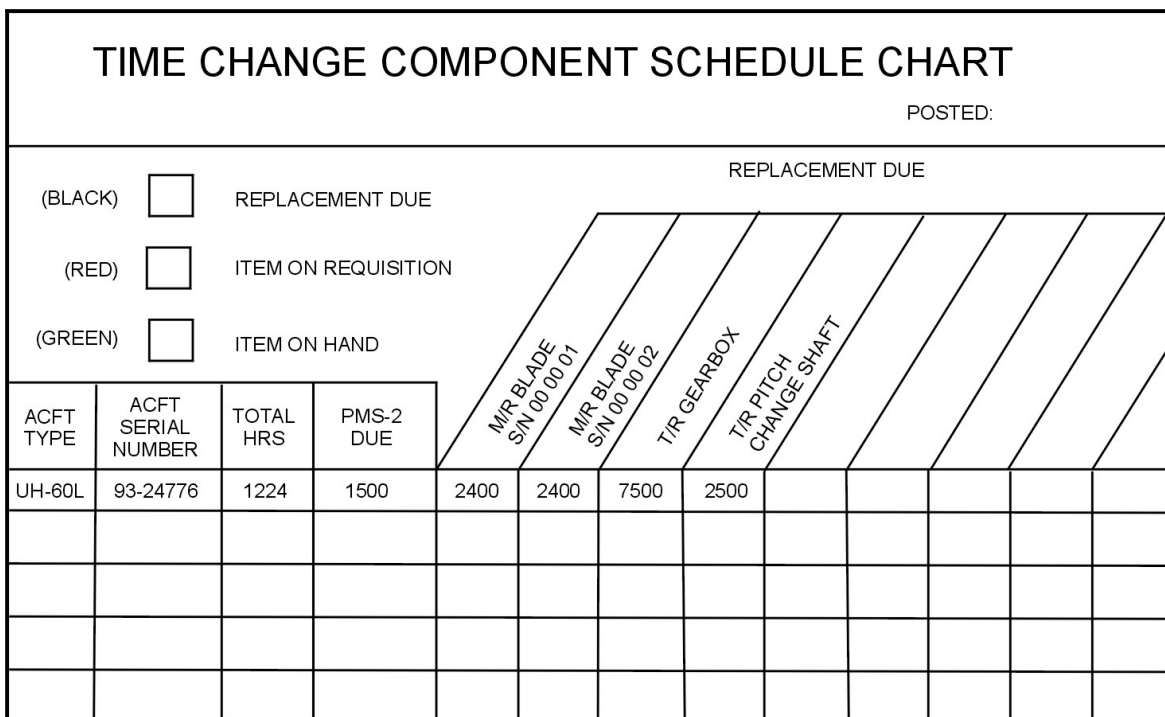 TIME CHANGE COMPONENT SCHEDULE CHART
POSTED:
(BLACK) REPLACEMENT DUE
(RED) ITEM ON REQUISITION
(GREEN) ITEM ON HAND
REPLACEMENT DUE
ACFT
TYPE
ACFT
SERIAL
NUMBER
TOTAL
HRS
PMS-2
DUE
M/R BLADE
S/N 00 00 01
M/R BLADE
S/N 00 00 02
T/R GEARBOX
T/R PITCH
CHANGE SHAFT
UH-60L 93-24776 1224 1500 2400 2400 7500 2500